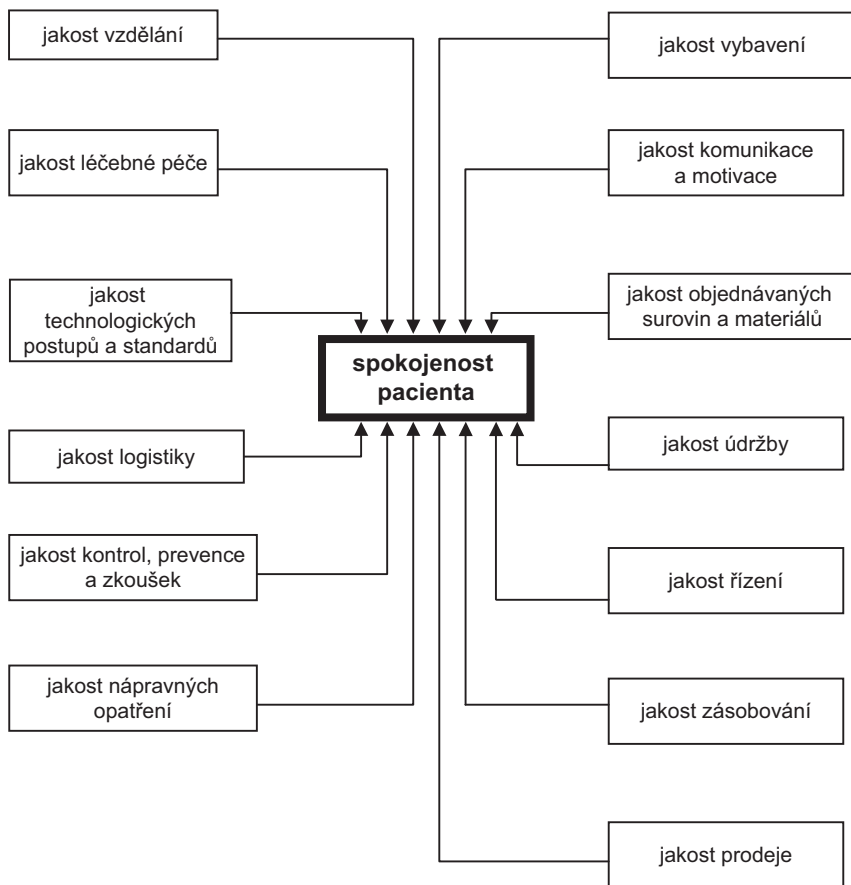 jakost vzdělání
jakost vybavení
jakost léčebné péče
jakost komunikace
a motivace
jakost
technologických
postupů a standardů
jakost objednávaných
surovin a materiálů
spokojenost
pacienta
jakost logistiky
jakost údržby
jakost kontrol, prevence
a zkoušek
jakost řízení
jakost nápravných
opatření
jakost zásobování
jakost prodeje